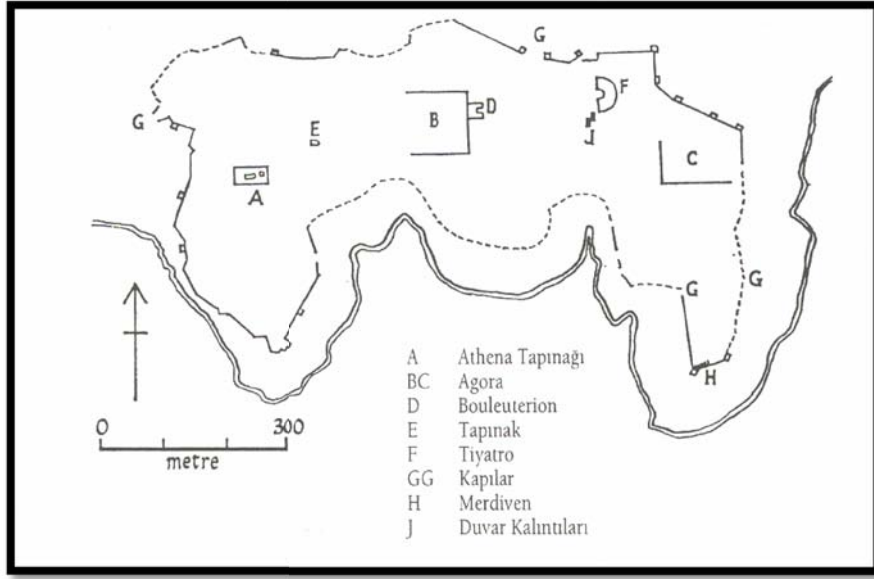 G
F
D
B
E
G
J
C
A
G
G
H
0 300
metre
A Athena Tapınağı
BC Agora
D Bouleuterion
E Tapınak
F Tiyatro
GG Kapılar
H Merdiven
J Duvar Kalıntıları